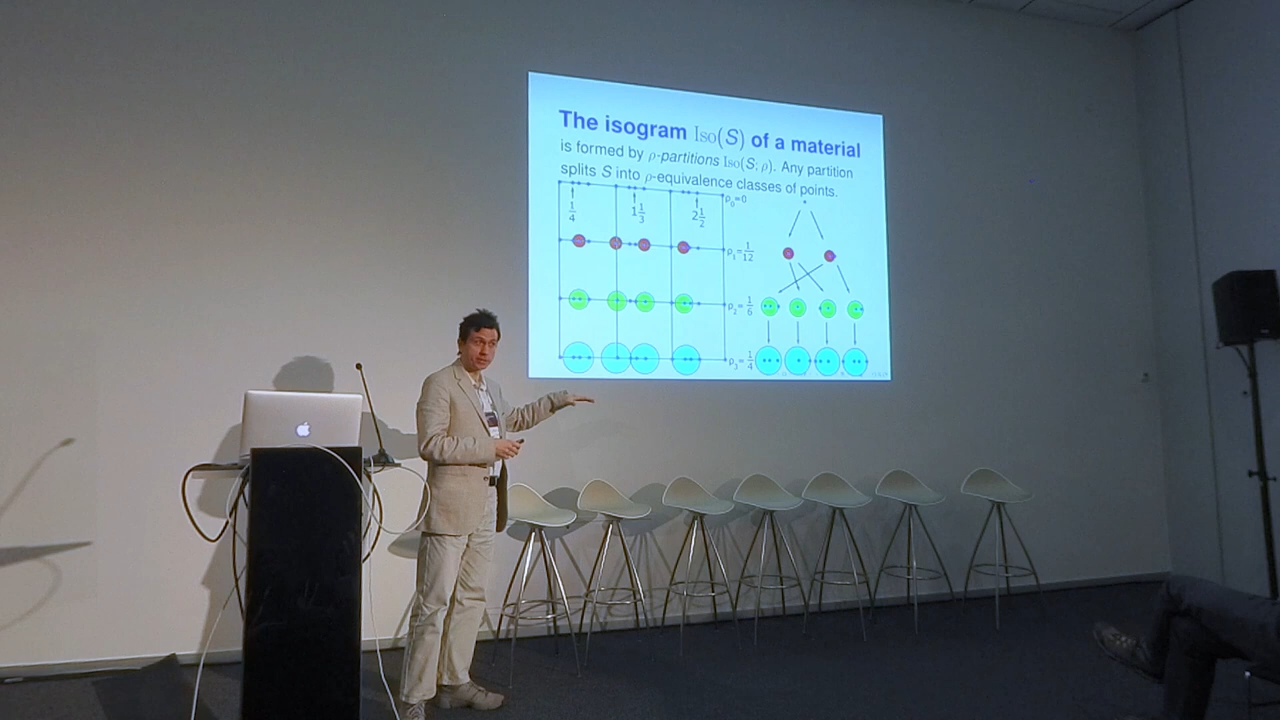 The isogram Iso(S) of a material
is formed by ρ-partitions Iso(S; ρ). Any partition
splits S into ρ-equivalence classes of points.
1/4 1 1/3 2 1/2 ρ₀=0
ρ₁=1/12
ρ₂=1/6
ρ₃=1/4